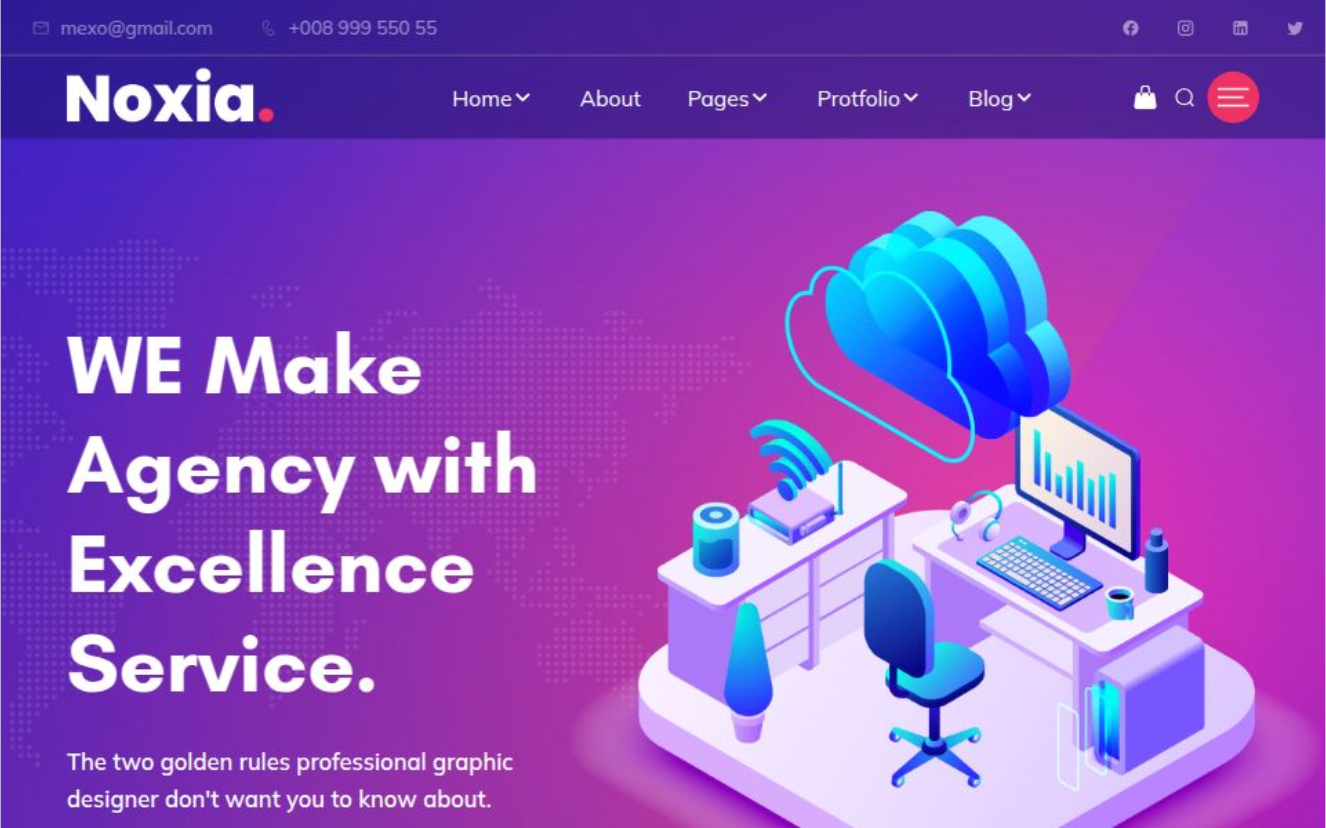 mexo@gmail.com +008 999 550 55
Noxia.
Home About Pages Protfolio Blog
WE Make
Agency with
Excellence
Service.
The two golden rules professional graphic
designer don't want you to know about.